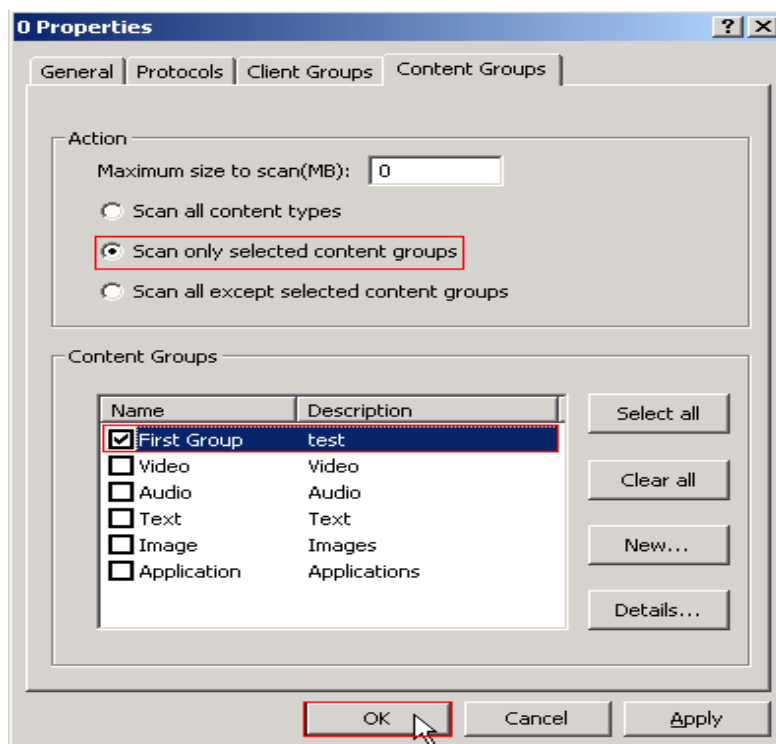 0 Properties
General Protocols Client Groups Content Groups
Action
Maximum size to scan(MB): 0
Scan all content types
Scan only selected content groups
Scan all except selected content groups
Content Groups
Name Description
First Group test
Video Video
Audio Audio
Text Text
Image Images
Application Applications
Select all
Clear all
New...
Details...
OK Cancel Apply